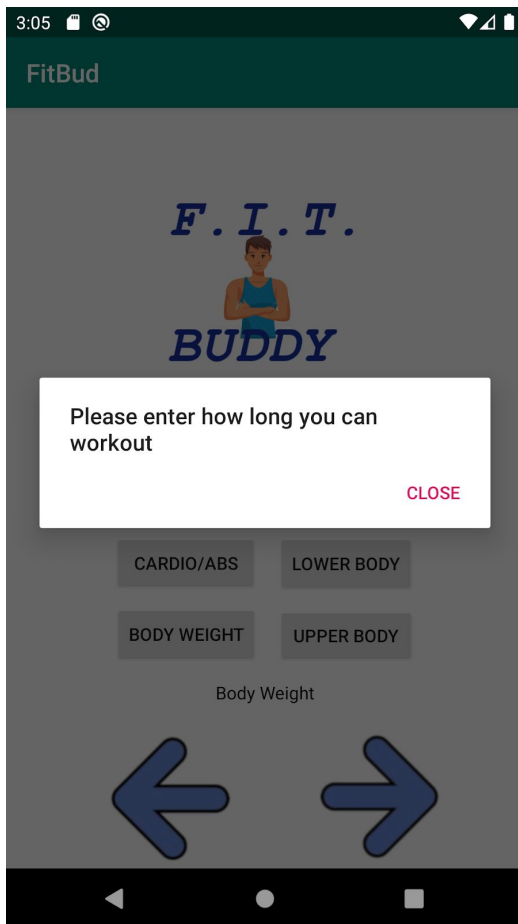 3:05
FitBud
F.I.T.
BUDDY
Please enter how long you can
workout
CLOSE
CARDIO/ABS LOWER BODY
BODY WEIGHT UPPER BODY
Body Weight